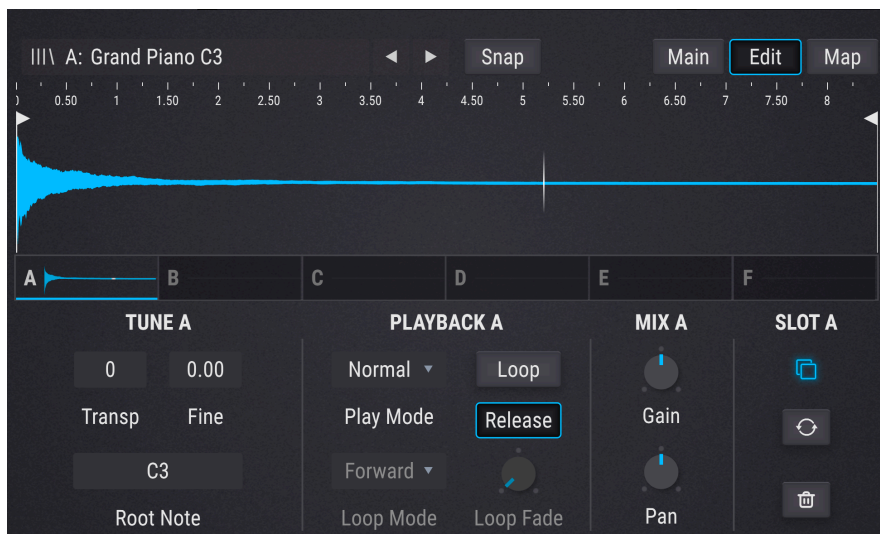 A: Grand Piano C3 Snap Main Edit Map
0 0.50 1 1.50 2 2.50 3 3.50 4 4.50 5 5.50 6 6.50 7 7.50 8
A B C D E F
TUNE A PLAYBACK A MIX A SLOT A
0 0.00 Normal Loop
Transp Fine Play Mode Release Gain
C3 Forward
Root Note Loop Mode Loop Fade Pan